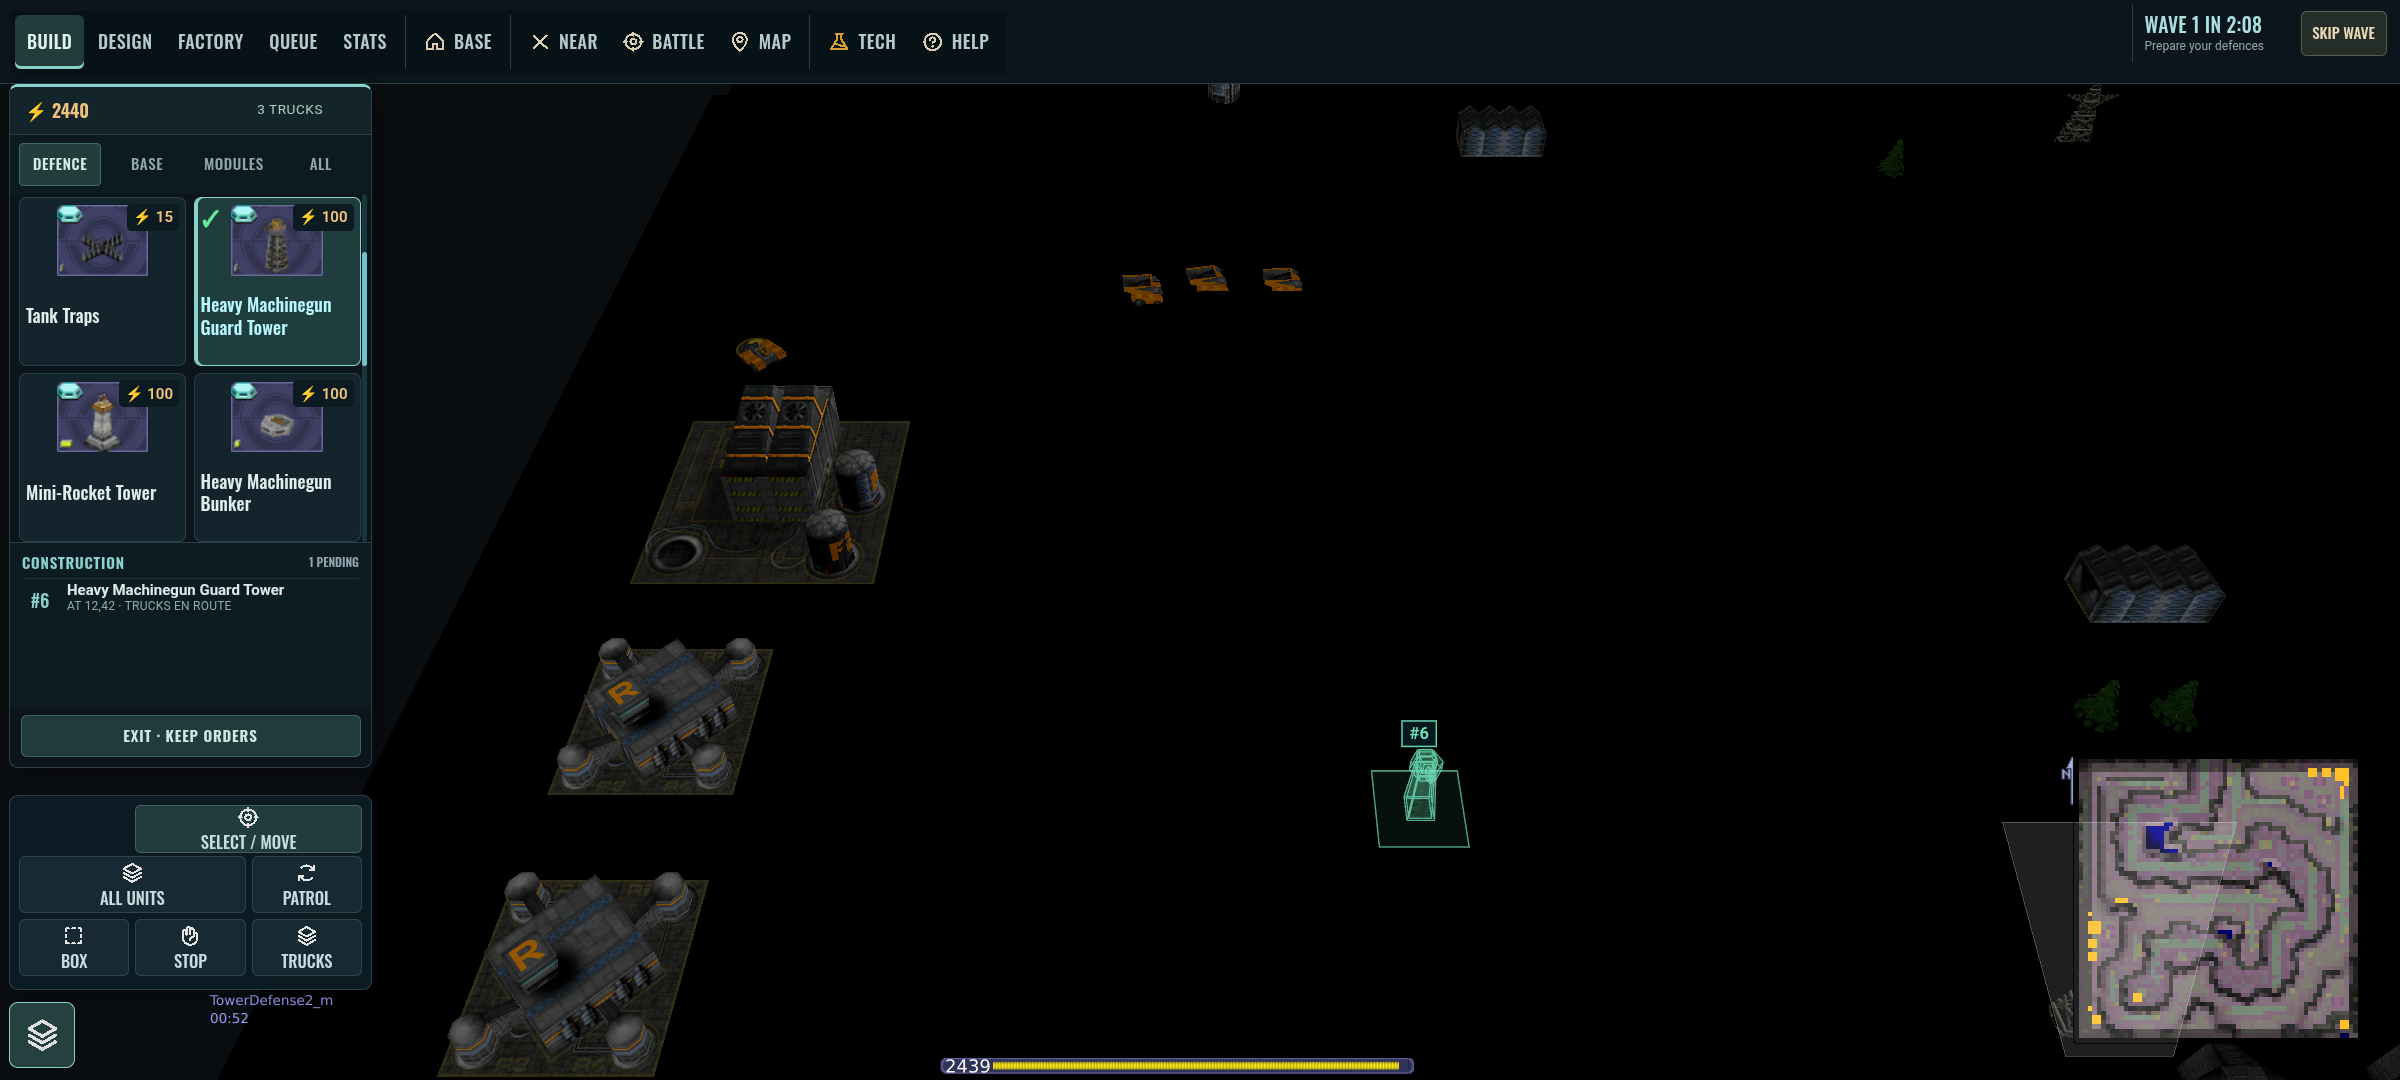 BUILD DESIGN FACTORY QUEUE STATS BASE NEAR BATTLE MAP TECH HELP
WAVE 1 IN 2:08
Prepare your defences
SKIP WAVE
2440
3 TRUCKS
DEFENCE BASE MODULES ALL
15
Tank Traps
100
Heavy Machinegun
Guard Tower
100
Mini-Rocket Tower
100
Heavy Machinegun
Bunker
CONSTRUCTION
1 PENDING
#6
Heavy Machinegun Guard Tower
AT 12,42 · TRUCKS EN ROUTE
EXIT · KEEP ORDERS
SELECT / MOVE
ALL UNITS
PATROL
BOX
STOP
TRUCKS
TowerDefense2_m
00:52
R
R
#6
N
2439